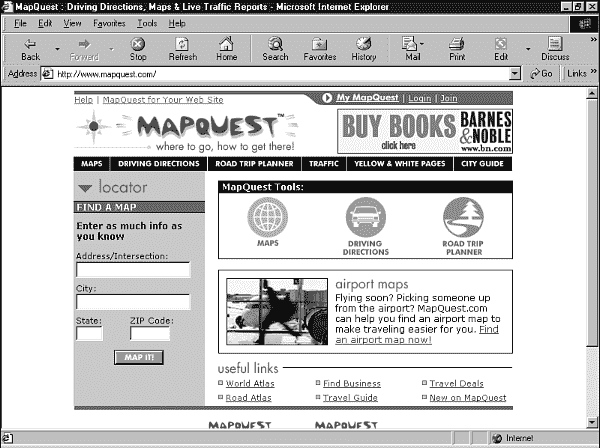 MapQuest : Driving Directions, Maps & Live Traffic Reports - Microsoft Internet Explorer
File Edit View Favorites Tools Help
Back Forward Stop Refresh Home Search Favorites History Mail Print Edit Discuss
Address http://www.mapquest.com/ Go Links »
Help | MapQuest for Your Web Site My MapQuest | Login | Join
MAPQUEST™
where to go, how to get there!
BUY BOOKS
click here
BARNES
&NOBLE
www.bn.com
MAPS DRIVING DIRECTIONS ROAD TRIP PLANNER TRAFFIC YELLOW & WHITE PAGES CITY GUIDE
locator
FIND A MAP
Enter as much info as
you know
Address/Intersection:
City:
State: ZIP Code:
MAP IT!
MapQuest Tools:
MAPS
DRIVING
DIRECTIONS
ROAD TRIP
PLANNER
airport maps
Flying soon? Picking someone up
from the airport? MapQuest.com
can help you find an airport map to
make traveling easier for you. Find
an airport map now!
useful links
World Atlas Find Business Travel Deals
Road Atlas Travel Guide New on MapQuest
MAPQUEST MAPQUEST
Internet